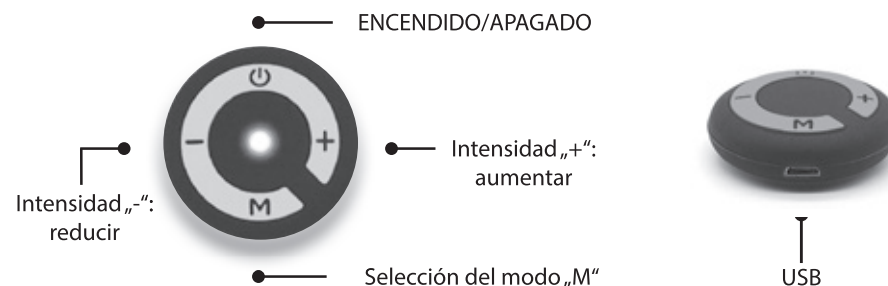 ENCENDIDO/APAGADO
Intensidad „+“:
aumentar
Intensidad „-“:
reducir
Selección del modo „M“
USB
− + M
− + M